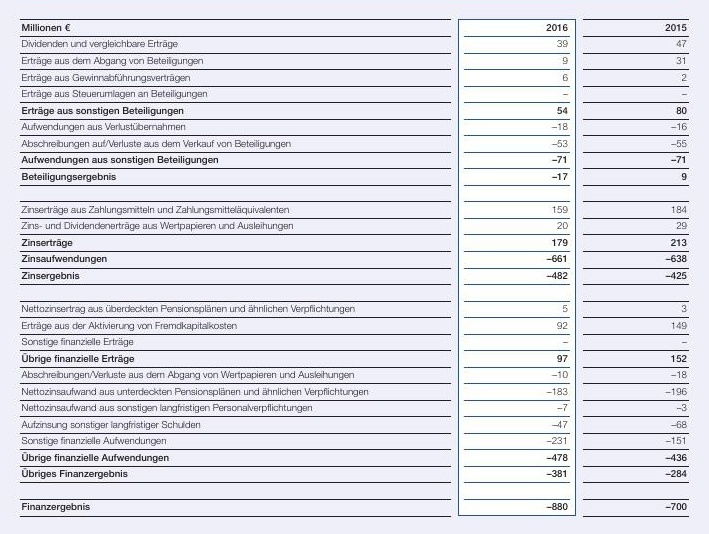 Millionen € 2016 2015
Dividenden und vergleichbare Erträge 39 47
Erträge aus dem Abgang von Beteiligungen 9 31
Erträge aus Gewinnabführungsverträgen 6 2
Erträge aus Steuerumlagen an Beteiligungen – –
Erträge aus sonstigen Beteiligungen 54 80
Aufwendungen aus Verlustübernahmen –18 –16
Abschreibungen auf/Verluste aus dem Verkauf von Beteiligungen –53 –55
Aufwendungen aus sonstigen Beteiligungen –71 –71
Beteiligungsergebnis –17 9
Zinserträge aus Zahlungsmitteln und Zahlungsmitteläquivalenten 159 184
Zins- und Dividendenerträge aus Wertpapieren und Ausleihungen 20 29
Zinserträge 179 213
Zinsaufwendungen –661 –638
Zinsergebnis –482 –425
Nettozinsertrag aus überdeckten Pensionsplänen und ähnlichen Verpflichtungen 5 3
Erträge aus der Aktivierung von Fremdkapitalkosten 92 149
Sonstige finanzielle Erträge – –
Übrige finanzielle Erträge 97 152
Abschreibungen/Verluste aus dem Abgang von Wertpapieren und Ausleihungen –10 –18
Nettozinsaufwand aus unterdeckten Pensionsplänen und ähnlichen Verpflichtungen –183 –196
Nettozinsaufwand aus sonstigen langfristigen Personalverpflichtungen –7 –3
Aufzinsung sonstiger langfristiger Schulden –47 –68
Sonstige finanzielle Aufwendungen –231 –151
Übrige finanzielle Aufwendungen –478 –436
Übriges Finanzergebnis –381 –284
Finanzergebnis –880 –700